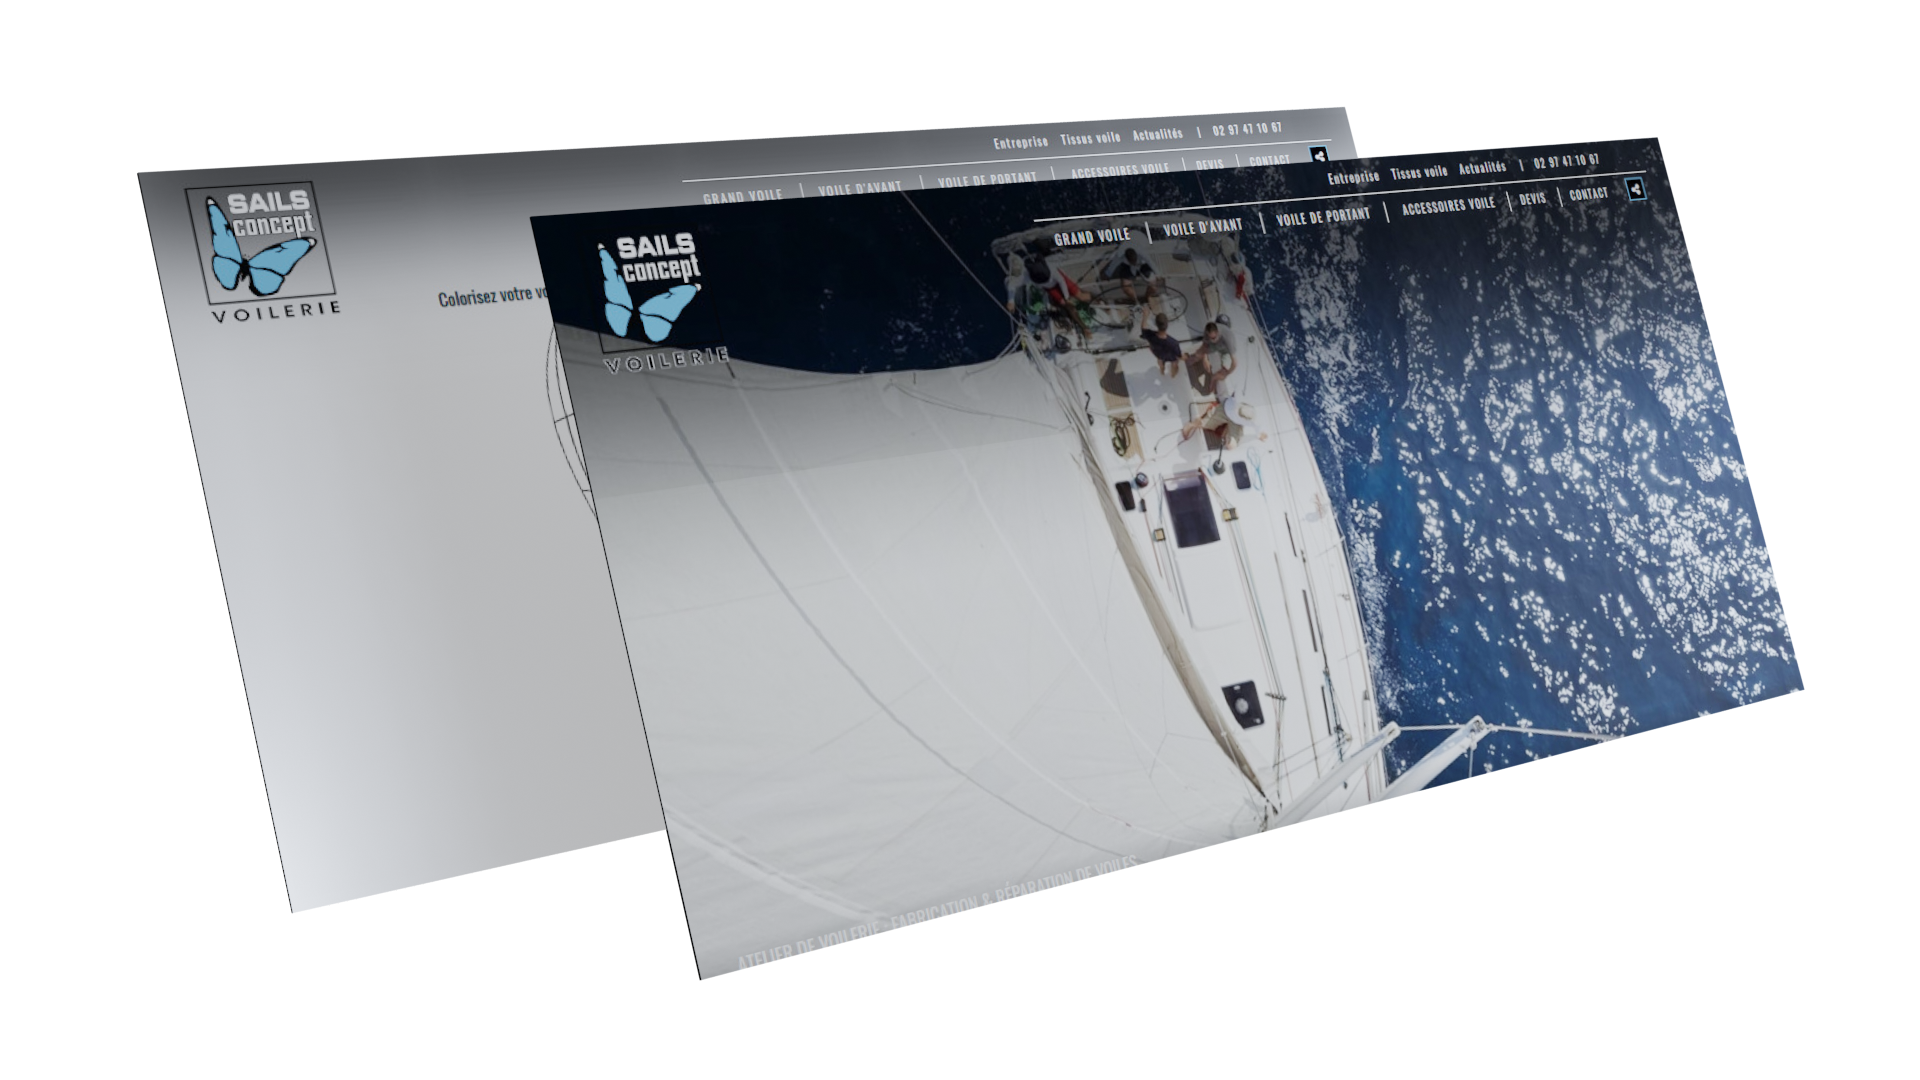 Entreprise Tissus voile Actualités | 02 97 47 10 67
GRAND VOILE | VOILE D'AVANT | VOILE DE PORTANT | ACCESSOIRES VOILE | DEVIS | CONTACT
SAILS
concept
VOILERIE
Colorisez votre vo
Entreprise Tissus voile Actualités | 02 97 47 10 67
GRAND VOILE | VOILE D'AVANT | VOILE DE PORTANT | ACCESSOIRES VOILE | DEVIS | CONTACT
SAILS
concept
VOILERIE
ATELIER DE VOILERIE - FABRICATION & RÉPARATION DE VOILES